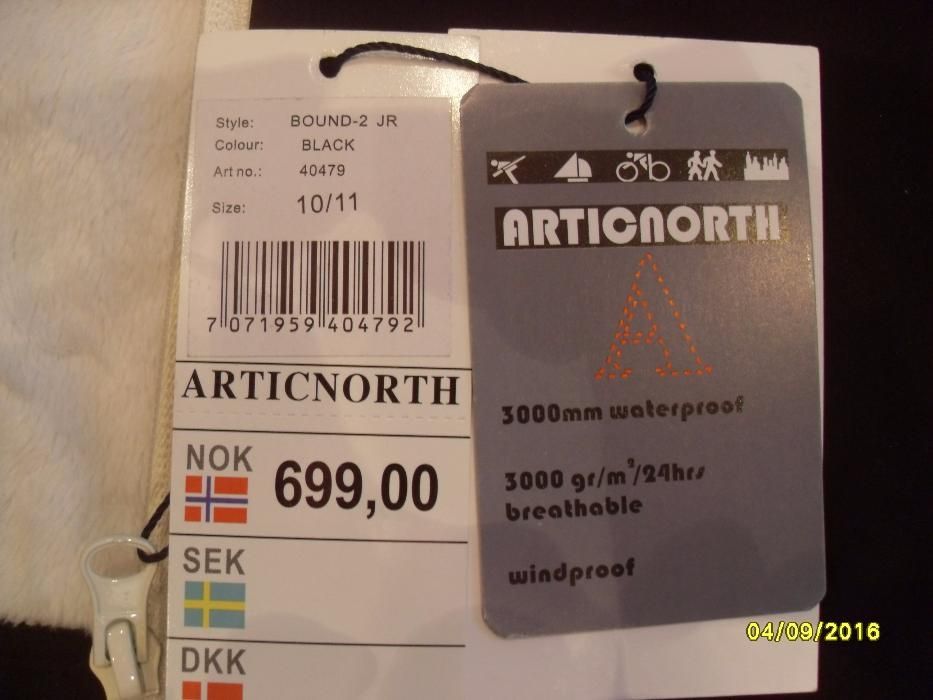 Style: BOUND-2 JR
Colour: BLACK
Art no.: 40479
Size: 10/11
7 071959 404792
ARTICNORTH
NOK 699,00
SEK
DKK
ARTICNORTH
A
3000mm waterproof
3000 gr/m²/24hrs
breathable
windproof
04/09/2016